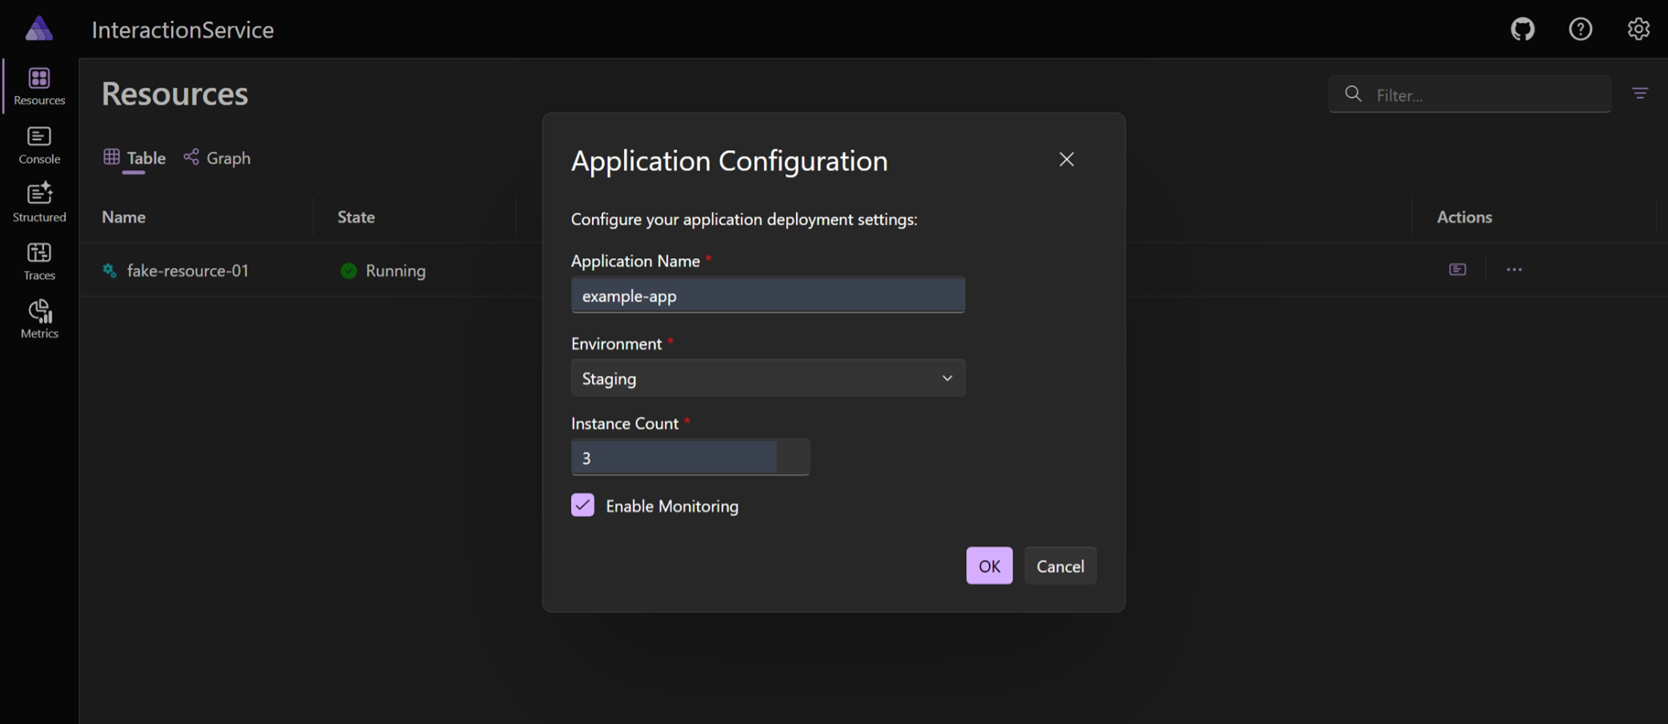 InteractionService
Resources
Console
Structured
Traces
Metrics
Resources
Filter...
Table Graph
Name State Actions
fake-resource-01 Running
Application Configuration
Configure your application deployment settings:
Application Name *
example-app
Environment *
Staging
Instance Count *
3
Enable Monitoring
OK Cancel